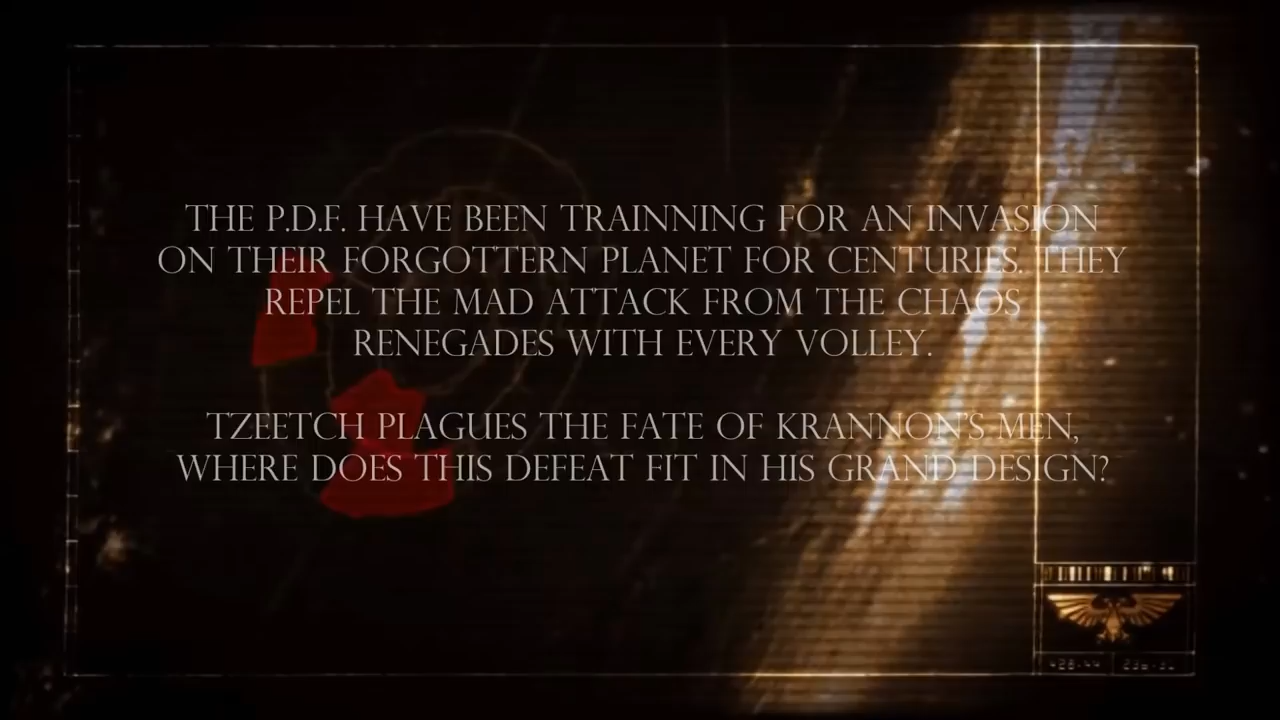 THE P.D.F. HAVE BEEN TRAINNING FOR AN INVASION
ON THEIR FORGOTTERN PLANET FOR CENTURIES. THEY
REPEL THE MAD ATTACK FROM THE CHAOS
RENEGADES WITH EVERY VOLLEY.
TZEETCH PLAGUES THE FATE OF KRANNON'S MEN,
WHERE DOES THIS DEFEAT FIT IN HIS GRAND DESIGN?